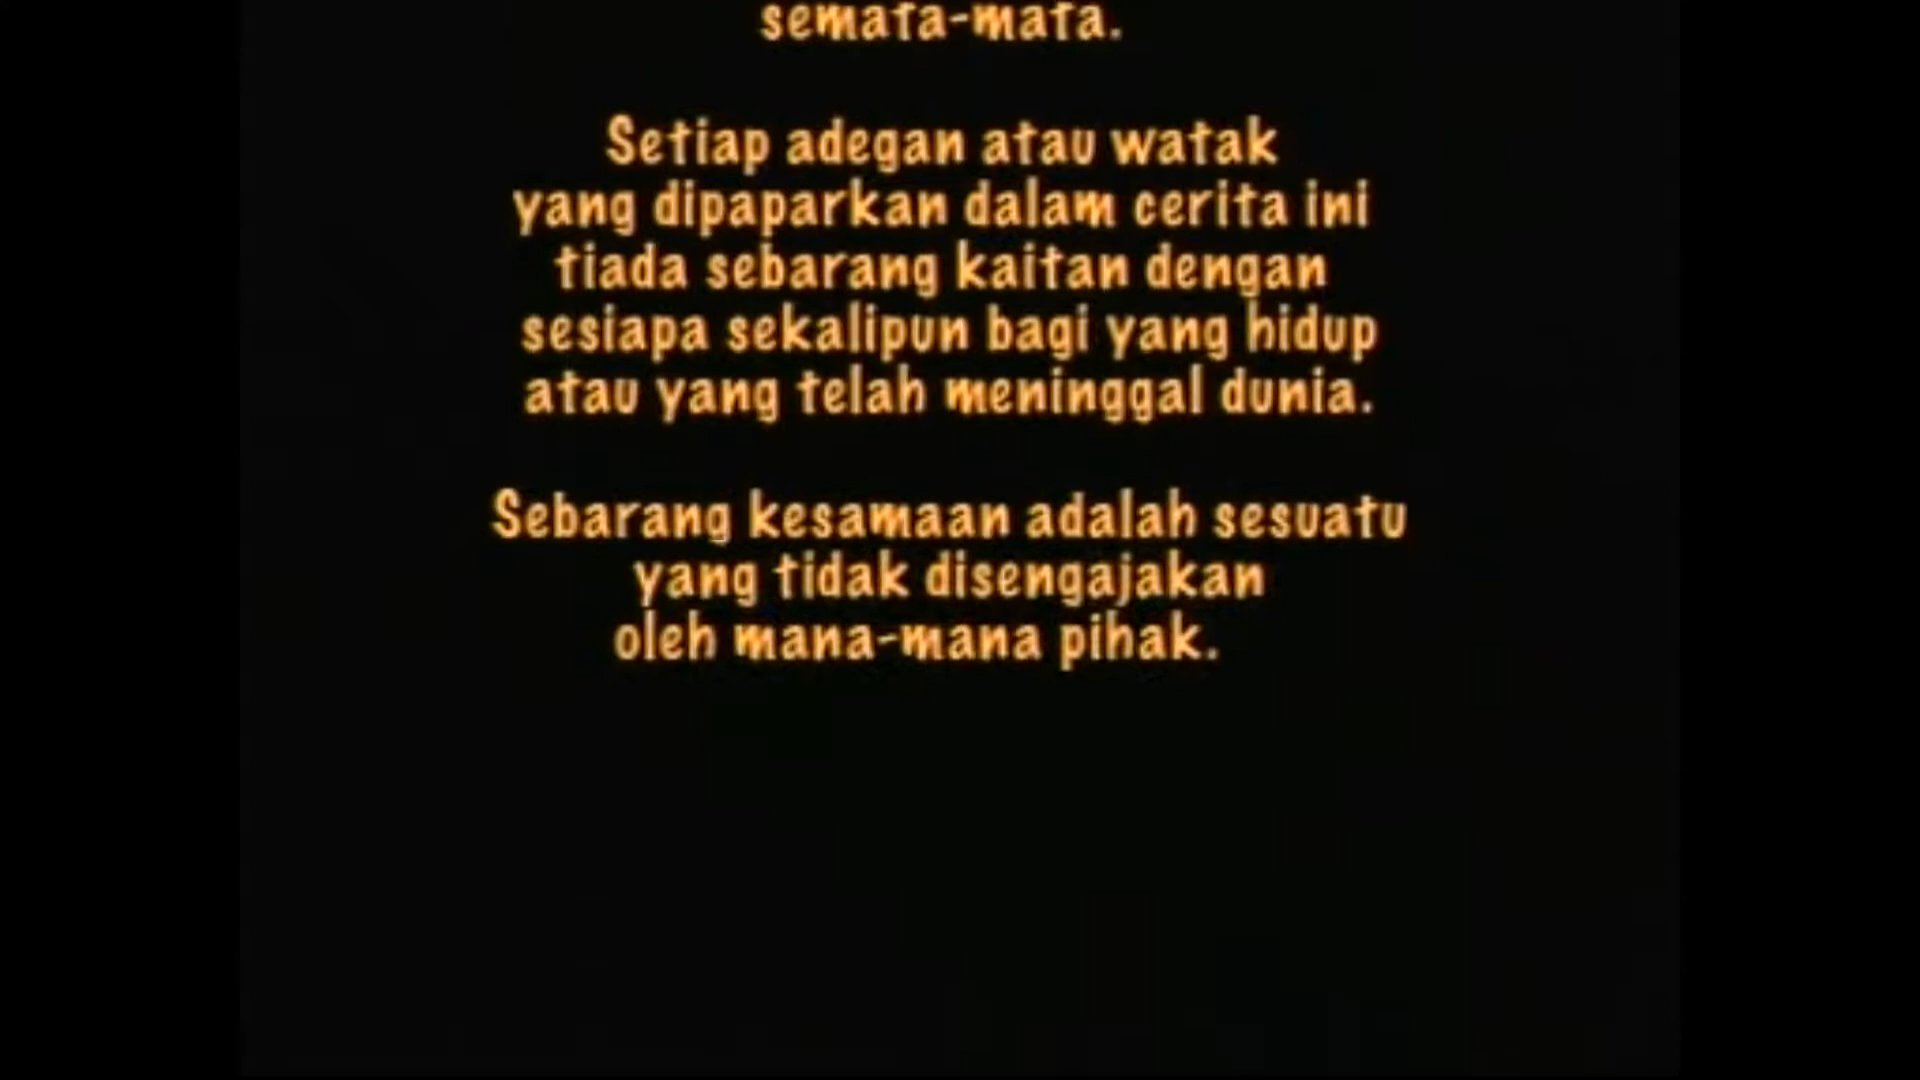 semata-mata.
Setiap adegan atau watak
yang dipaparkan dalam cerita ini
tiada sebarang kaitan dengan
sesiapa sekalipun bagi yang hidup
atau yang telah meninggal dunia.
Sebarang kesamaan adalah sesuatu
yang tidak disengajakan
oleh mana-mana pihak.